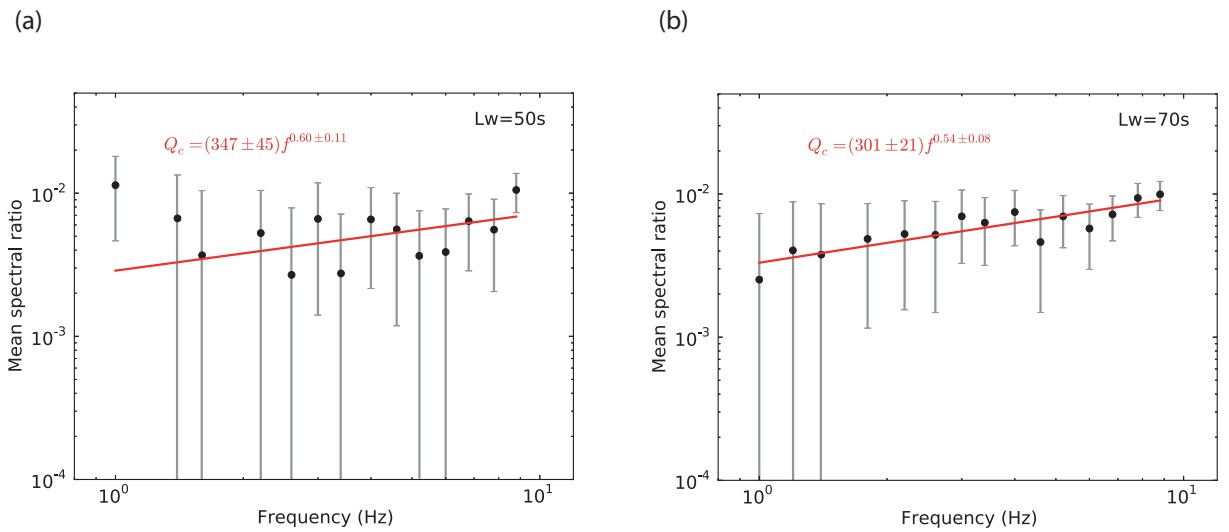 (a)
Lw=50s
Q_c = (347 ± 45)f^{0.60±0.11}
Mean spectral ratio
10^{-2}
10^{-3}
10^{-4}
10^0
10^1
Frequency (Hz)
(b)
Lw=70s
Q_c = (301 ± 21)f^{0.54±0.08}
Mean spectral ratio
10^{-2}
10^{-3}
10^{-4}
10^0
10^1
Frequency (Hz)